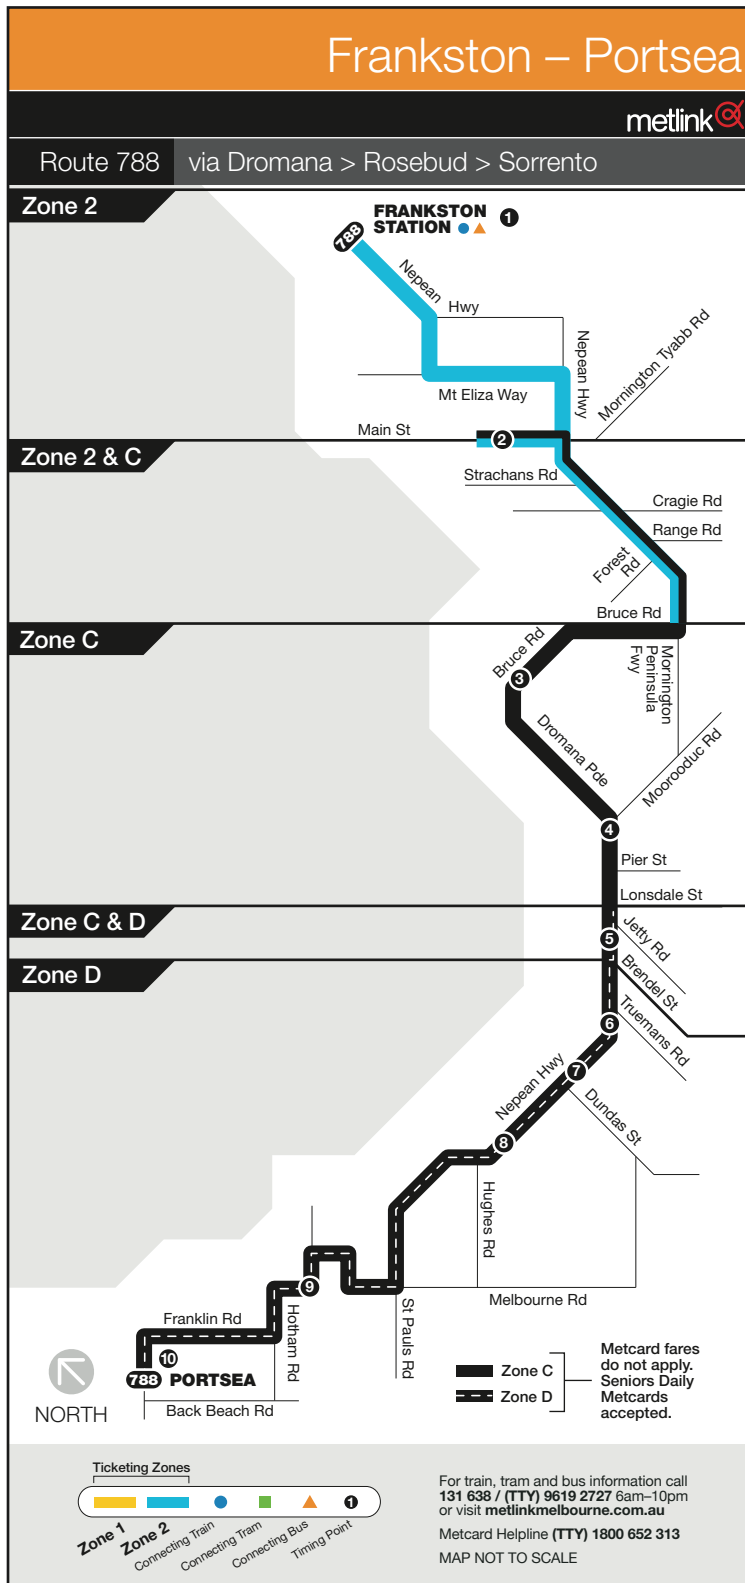 Frankston – Portsea
metlink
Route 788 via Dromana > Rosebud > Sorrento
Zone 2
FRANKSTON
STATION
1
788
Nepean
Hwy
Nepean Hwy
Mornington Tyabb Rd
Mt Eliza Way
Main St
2
Zone 2 & C
Strachans Rd
Cragie Rd
Range Rd
Forest
Rd
Bruce Rd
Zone C
Bruce Rd
Mornington
Peninsula
Fwy
3
Dromana Pde
Moorooduc Rd
4
Pier St
Lonsdale St
Zone C & D
Jetty Rd
5
Zone D
Brendel St
6
Truemans Rd
Nepean Hwy
7
Dundas St
8
Hughes Rd
9
Melbourne Rd
St Pauls Rd
Hotham Rd
Franklin Rd
10
788 PORTSEA
Back Beach Rd
NORTH
Zone C
Zone D
Metcard fares
do not apply.
Seniors Daily
Metcards
accepted.
Ticketing Zones
1
Zone 1
Zone 2
Connecting Train
Connecting Tram
Connecting Bus
Timing Point
For train, tram and bus information call
131 638 / (TTY) 9619 2727 6am–10pm
or visit metlinkmelbourne.com.au
Metcard Helpline (TTY) 1800 652 313
MAP NOT TO SCALE